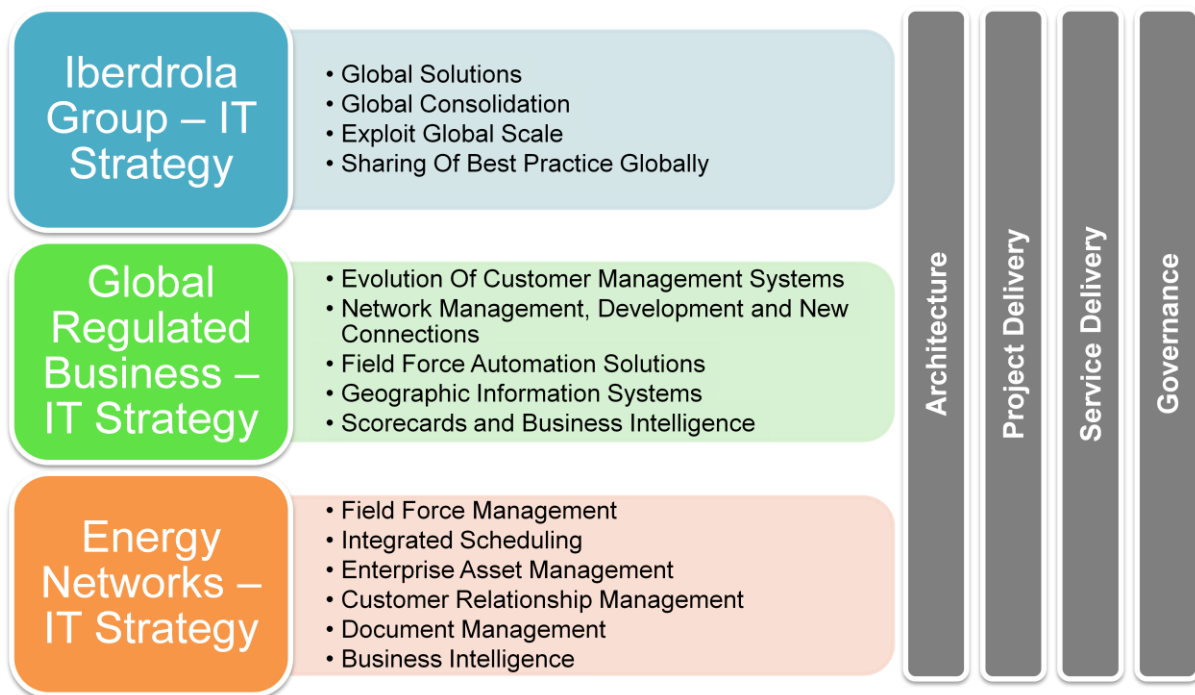 Iberdrola
Group – IT
Strategy
• Global Solutions
• Global Consolidation
• Exploit Global Scale
• Sharing Of Best Practice Globally
Global
Regulated
Business –
IT Strategy
• Evolution Of Customer Management Systems
• Network Management, Development and New
Connections
• Field Force Automation Solutions
• Geographic Information Systems
• Scorecards and Business Intelligence
Energy
Networks –
IT Strategy
• Field Force Management
• Integrated Scheduling
• Enterprise Asset Management
• Customer Relationship Management
• Document Management
• Business Intelligence
Architecture
Project Delivery
Service Delivery
Governance